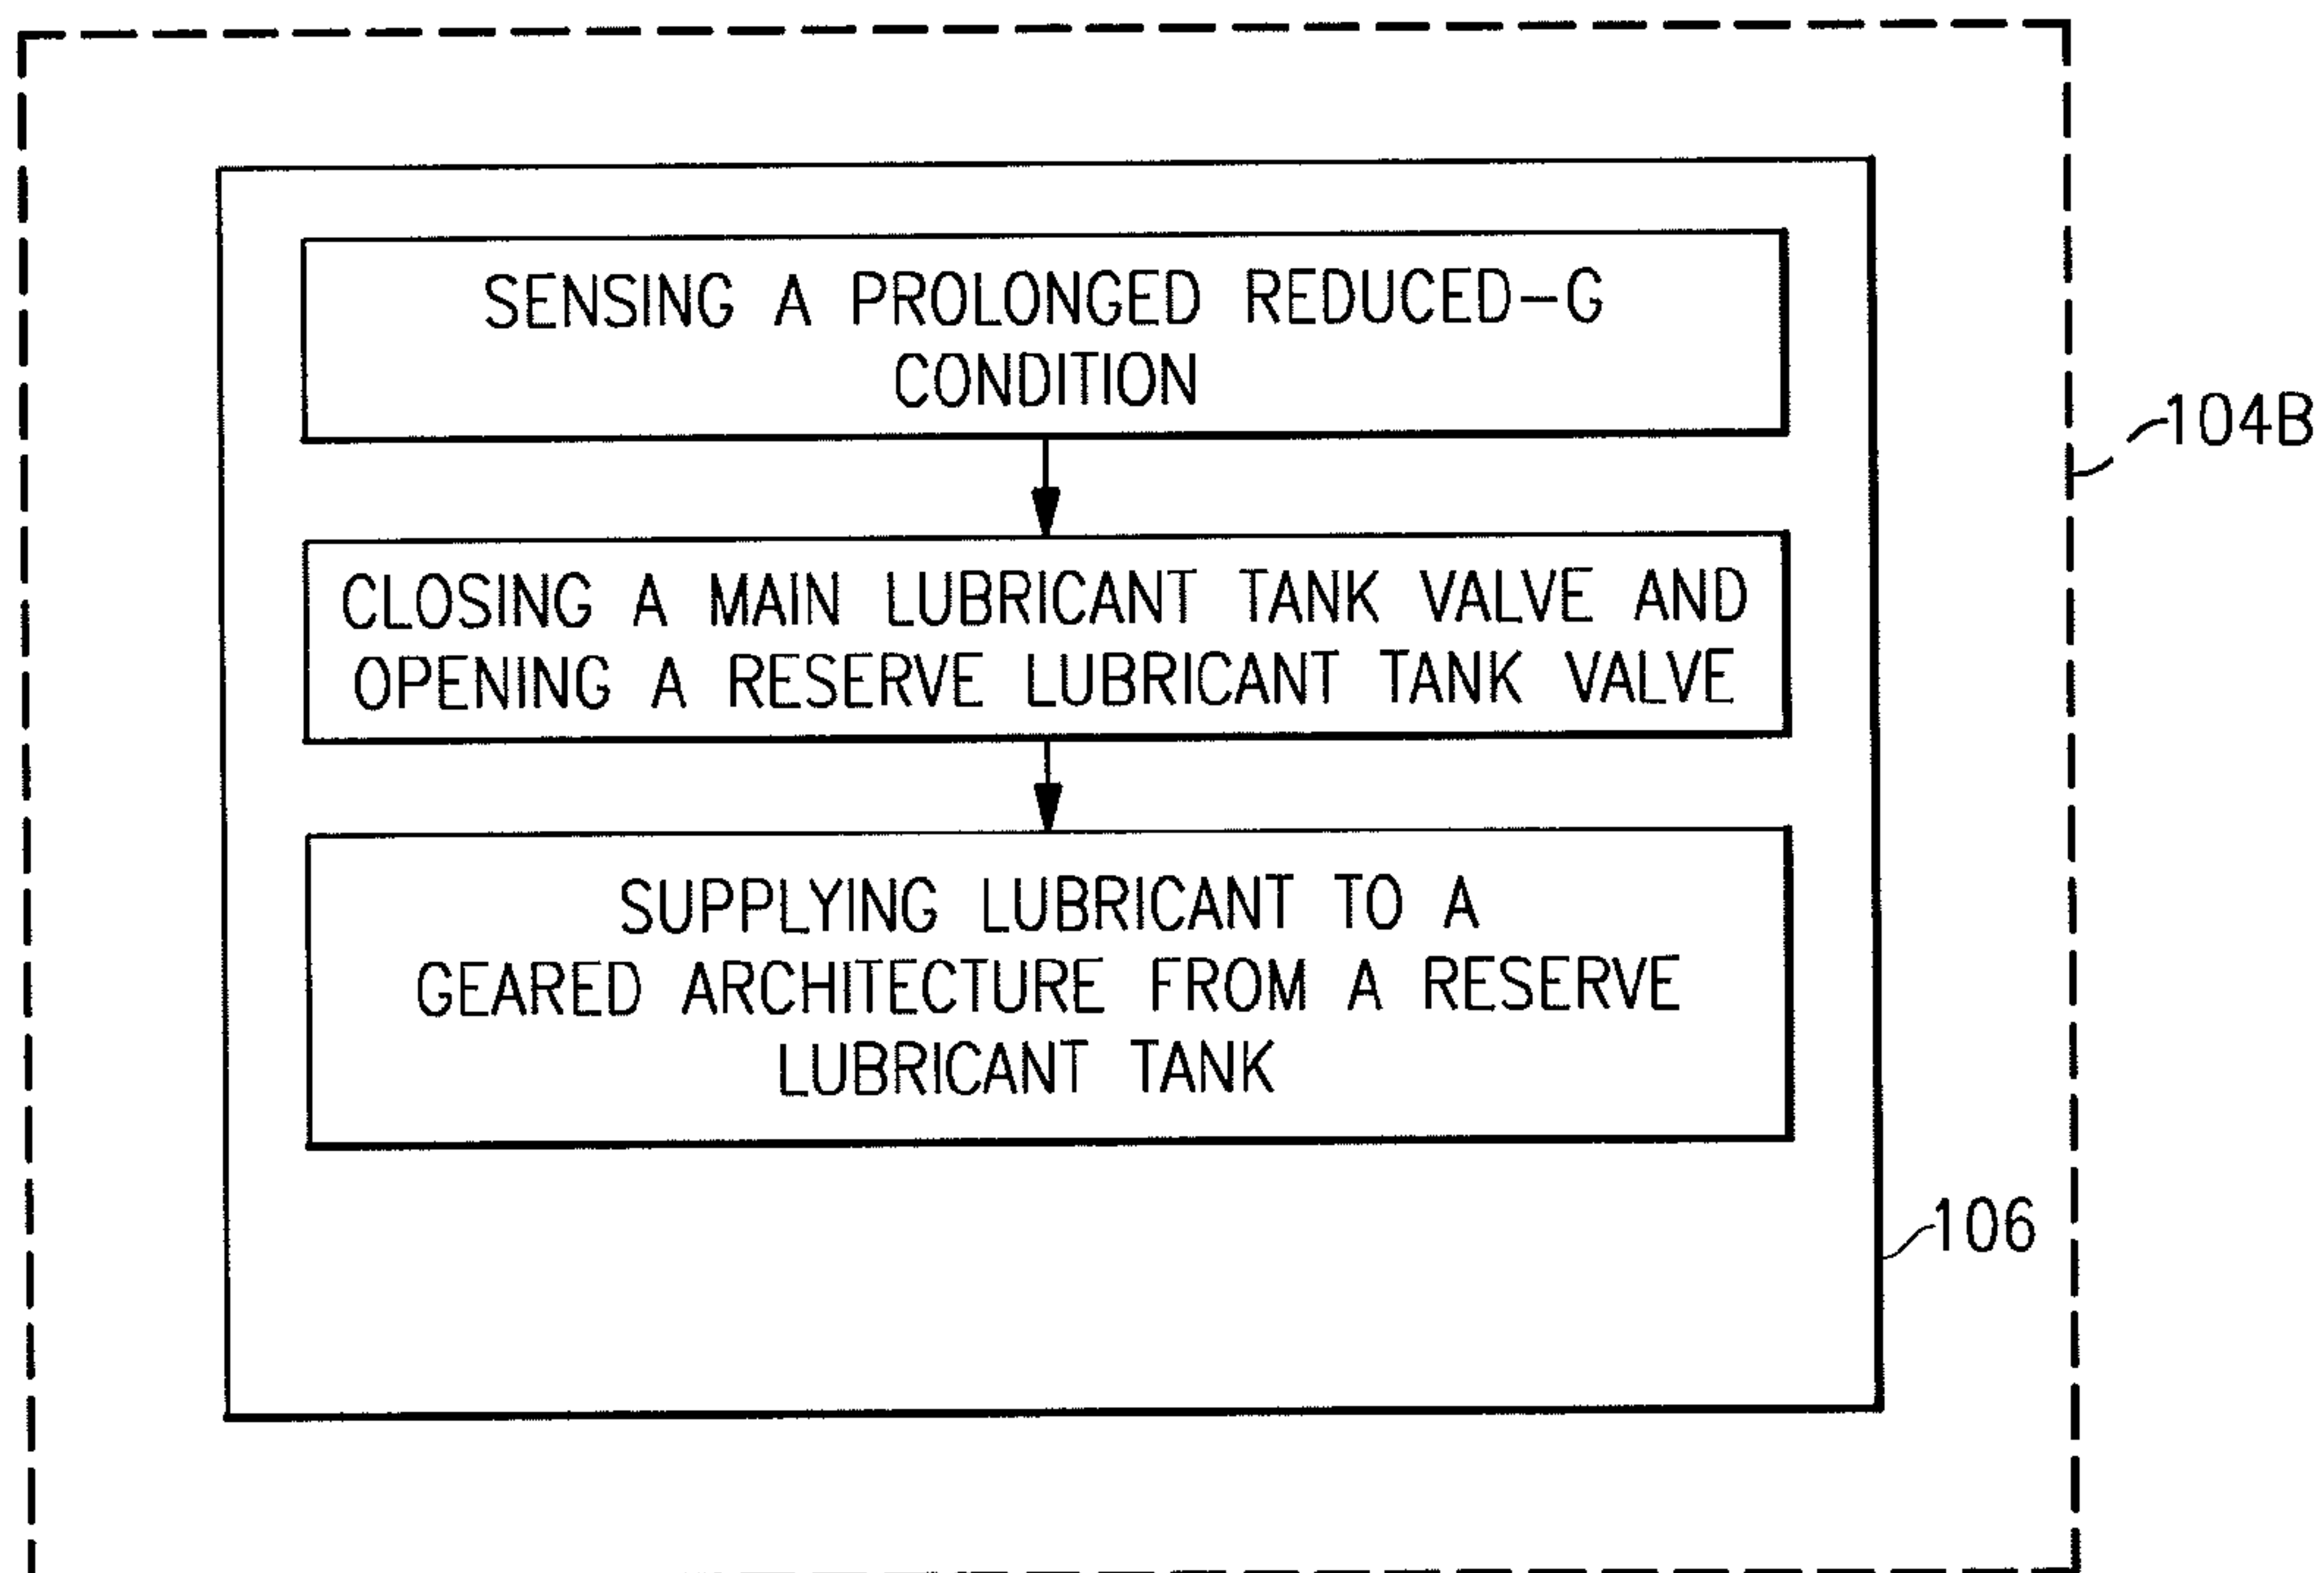 SENSING A PROLONGED REDUCED-G
CONDITION
104B
CLOSING A MAIN LUBRICANT TANK VALVE AND
OPENING A RESERVE LUBRICANT TANK VALVE
SUPPLYING LUBRICANT TO A
GEARED ARCHITECTURE FROM A RESERVE
LUBRICANT TANK
106